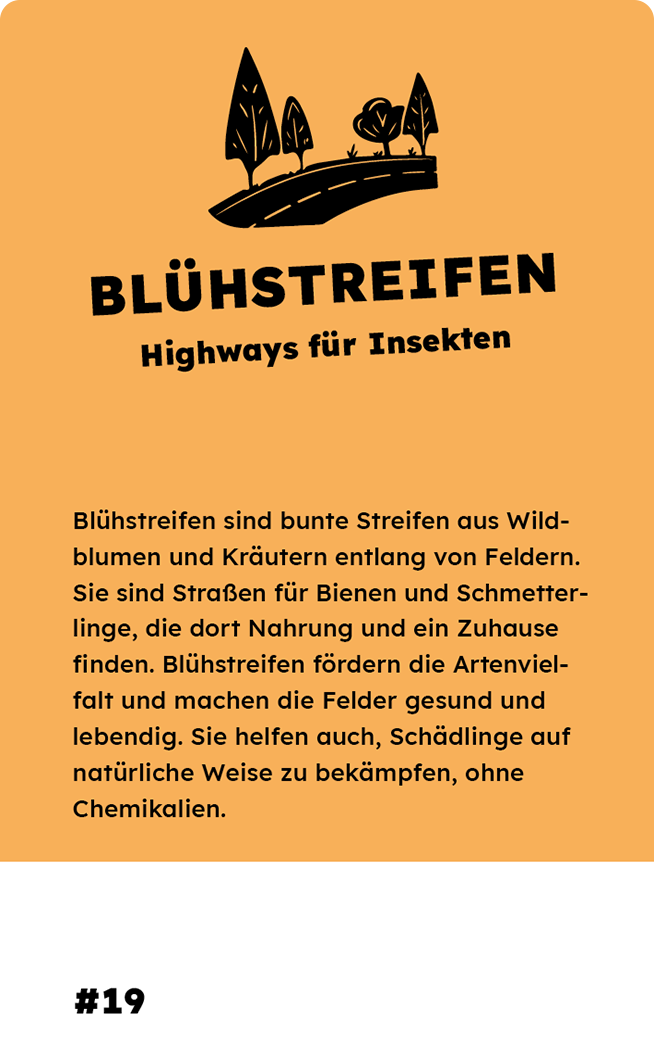 BLÜHSTREIFEN
Highways für Insekten
Blühstreifen sind bunte Streifen aus Wild-
blumen und Kräutern entlang von Feldern.
Sie sind Straßen für Bienen und Schmetter-
linge, die dort Nahrung und ein Zuhause
finden. Blühstreifen fördern die Artenviel-
falt und machen die Felder gesund und
lebendig. Sie helfen auch, Schädlinge auf
natürliche Weise zu bekämpfen, ohne
Chemikalien.
#19